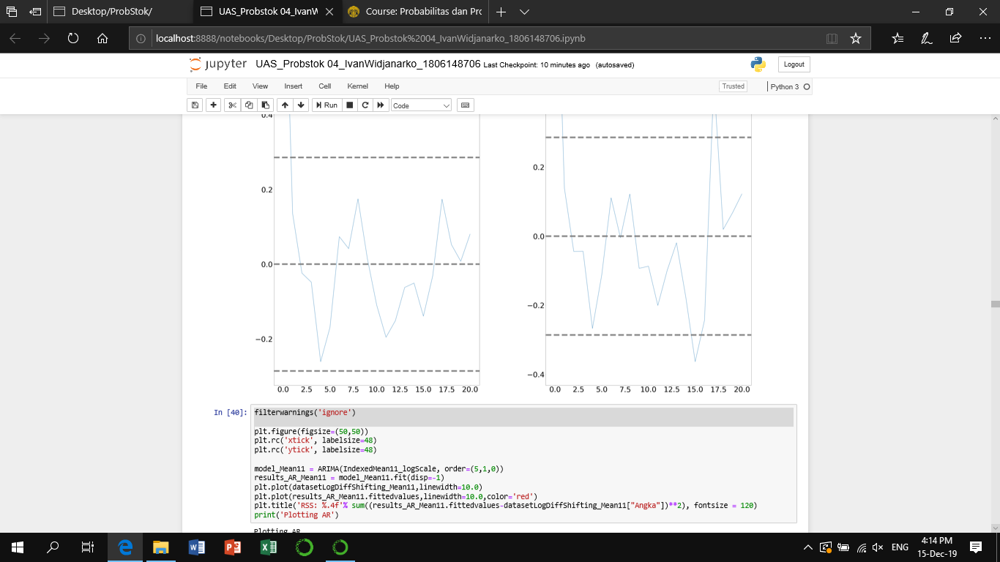 Desktop/ProbStok/
UAS_Probstok 04_IvanW
Course: Probabilitas dan Pro
localhost:8888/notebooks/Desktop/ProbStok/UAS_Probstok%2004_IvanWidjanarko_1806148706.ipynb
jupyter UAS_Probstok 04_IvanWidjanarko_1806148706 Last Checkpoint: 10 minutes ago (autosaved)
Logout
File Edit View Insert Cell Kernel Help
Trusted
Python 3
Run
Code
0.4
0.2
0.0
−0.2
0.0 2.5 5.0 7.5 10.0 12.5 15.0 17.5 20.0
0.2
0.0
−0.2
−0.4
0.0 2.5 5.0 7.5 10.0 12.5 15.0 17.5 20.0
In [40]:
filterwarnings('ignore')
plt.figure(figsize=(50,50))
plt.rc('xtick', labelsize=48)
plt.rc('ytick', labelsize=48)
model_Mean11 = ARIMA(IndexedMean11_logScale, order=(5,1,0))
results_AR_Mean11 = model_Mean11.fit(disp=-1)
plt.plot(datasetLogDiffShifting_Mean11,linewidth=10.0)
plt.plot(results_AR_Mean11.fittedvalues,linewidth=10.0,color='red')
plt.title('RSS: %.4f'% sum((results_AR_Mean11.fittedvalues-datasetLogDiffShifting_Mean11["Angka"])**2), fontsize = 120)
print('Plotting AR')
Plotting AR
ENG
4:14 PM
15-Dec-19